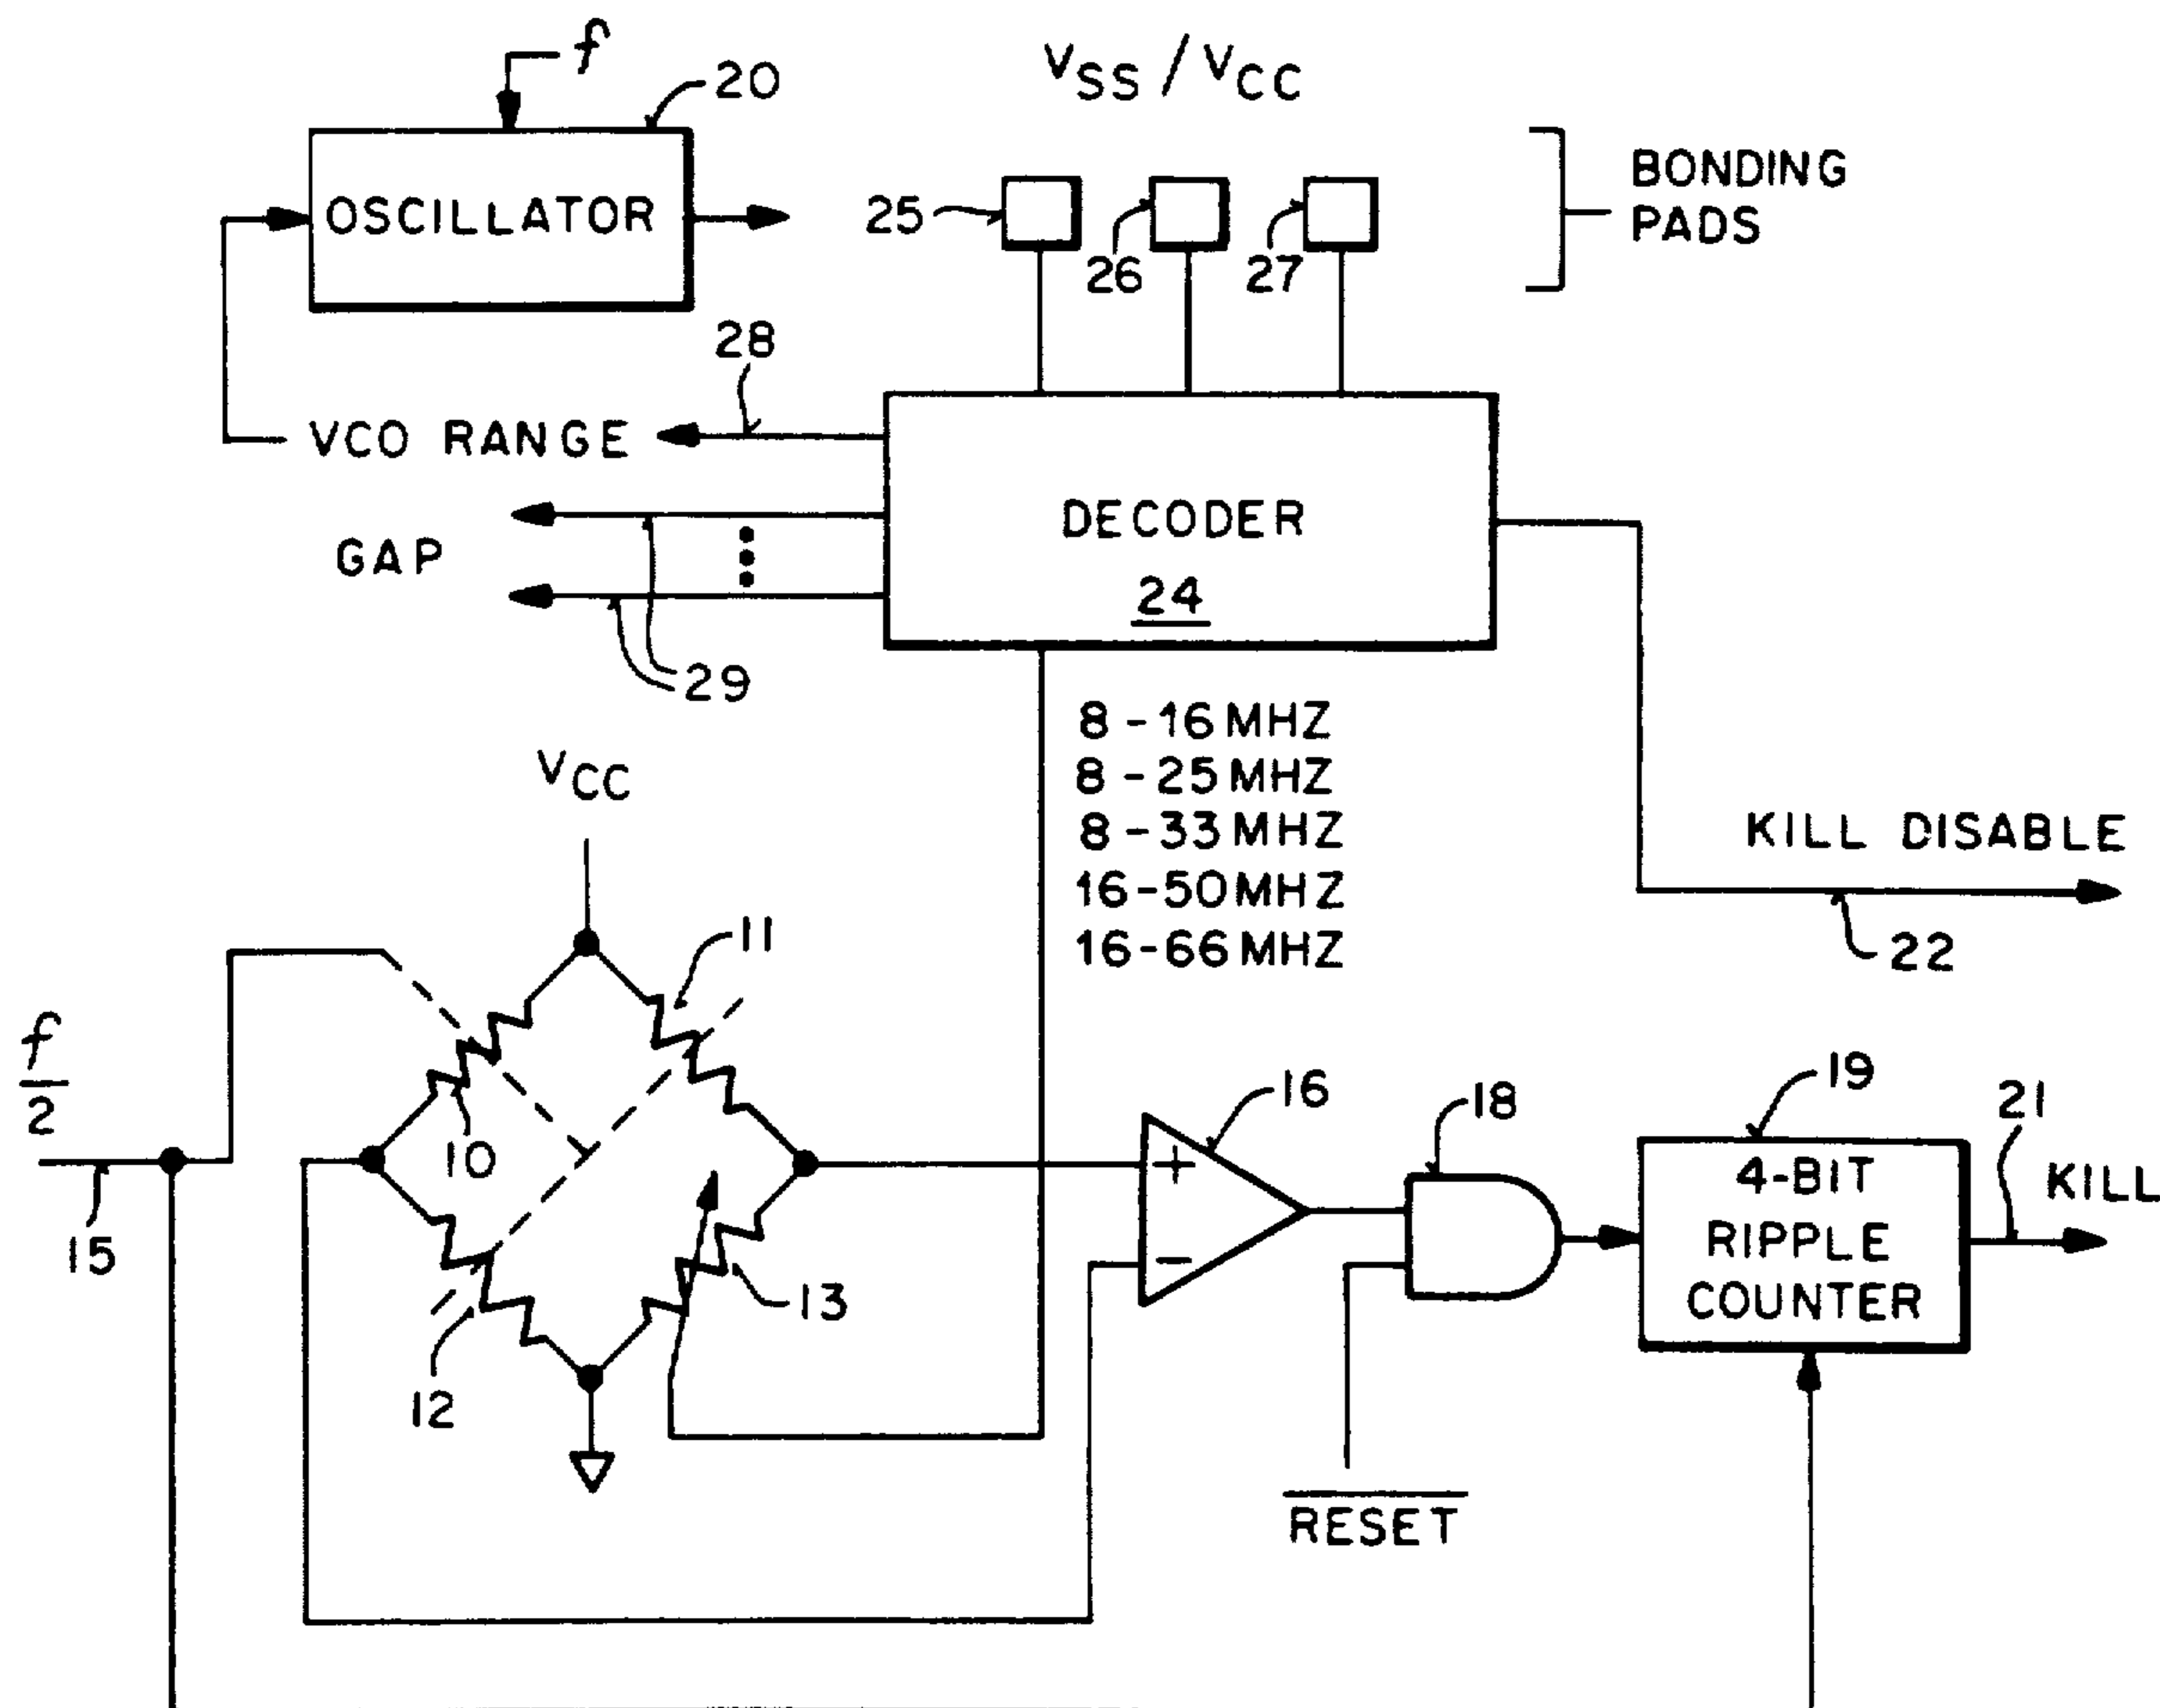 f
20
VSS / VCC
OSCILLATOR
25
26
27
BONDING
PADS
28
VCO RANGE
GAP
DECODER
24
29
8-16 MHZ
8-25 MHZ
8-33 MHZ
16-50 MHZ
16-66 MHZ
VCC
KILL DISABLE
22
11
f
2
10
15
16
18
19
21
KILL
4-BIT
RIPPLE
COUNTER
+
−
13
12
RESET